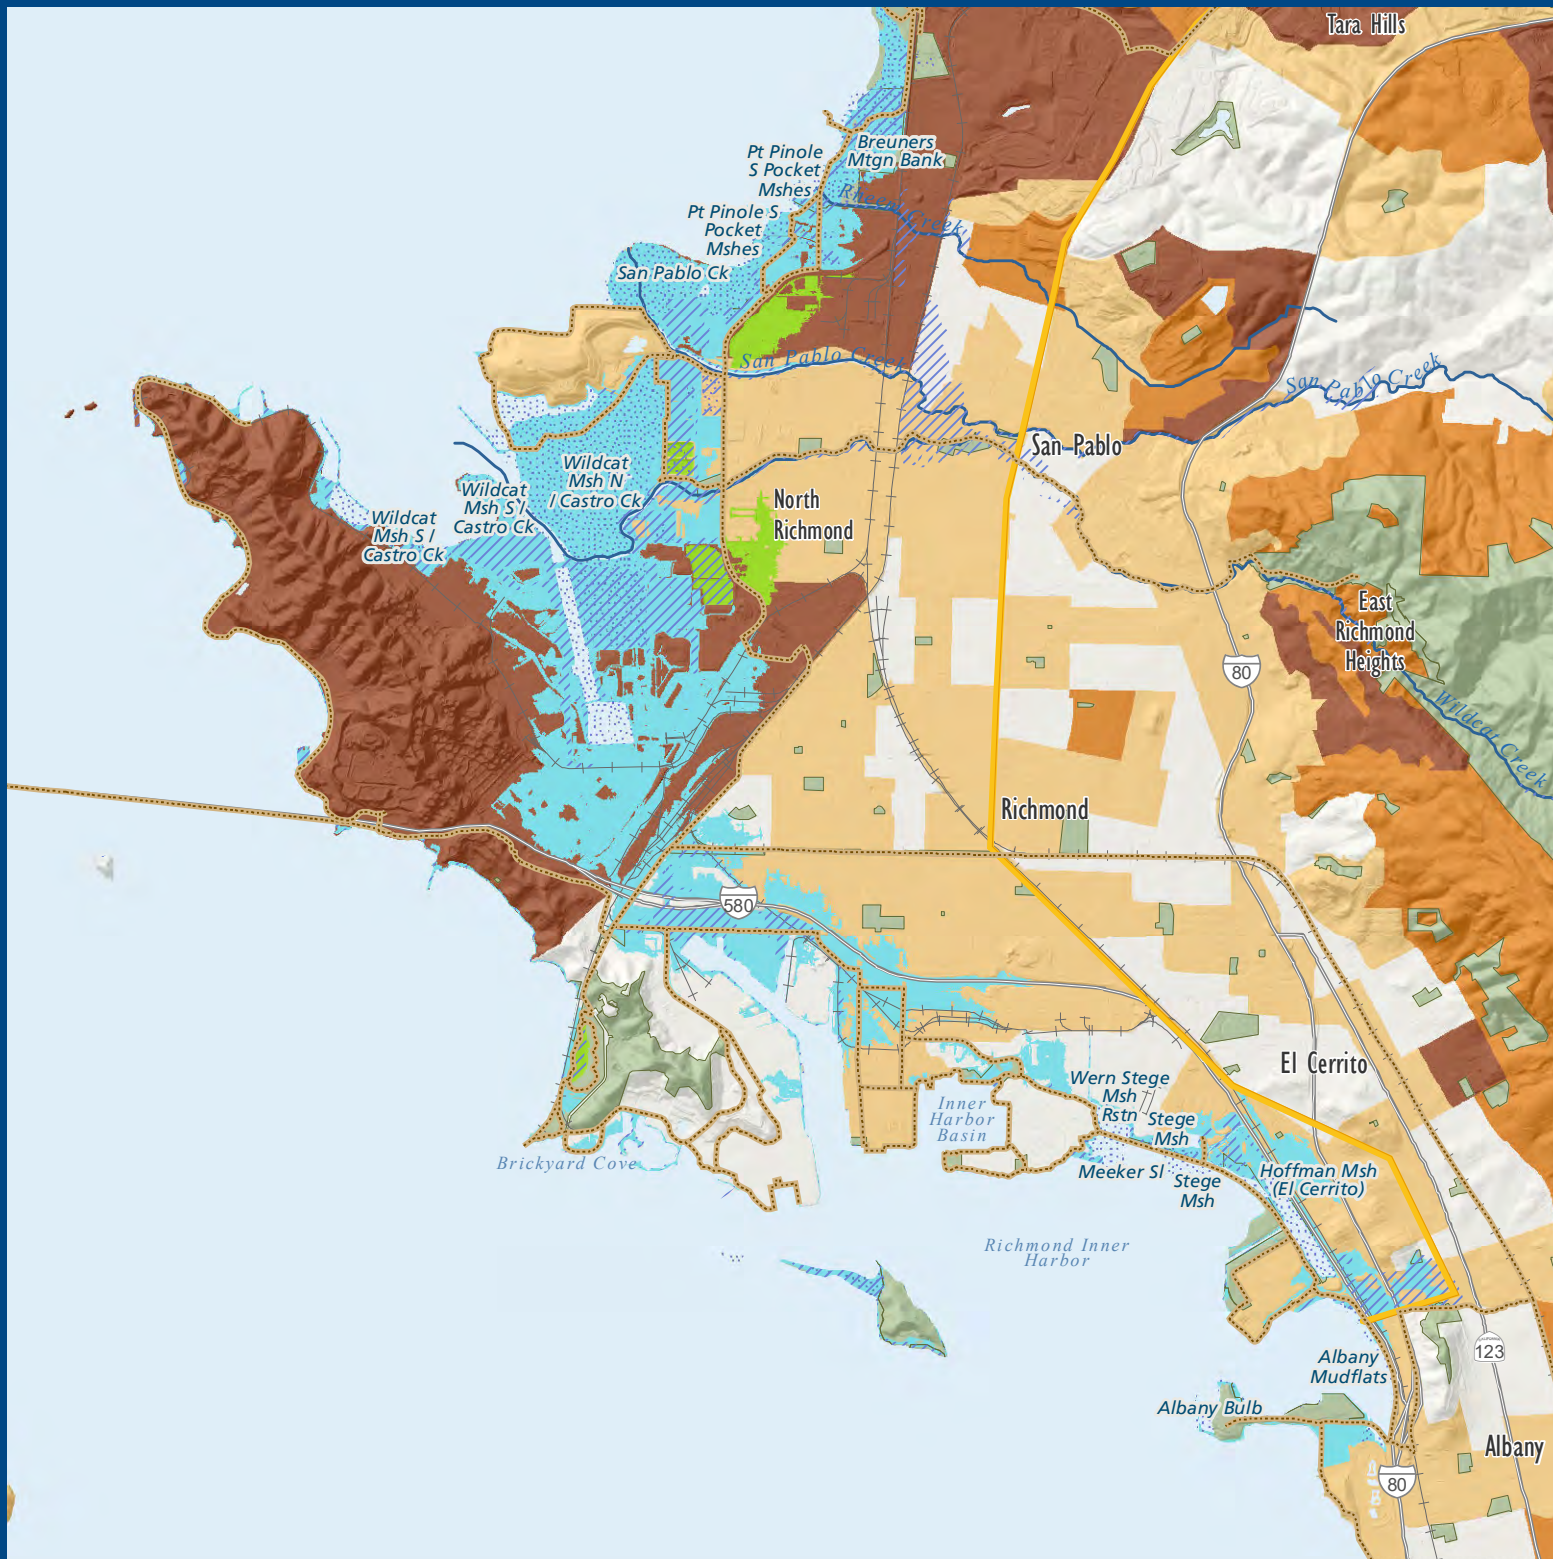 Tara Hills
Pt Pinole
S Pocket
Mshes
Breuners
Mtgn Bank
Rheem Creek
Pt Pinole S
Pocket
Mshes
San Pablo Ck
San Pablo Creek
San Pablo Creek
San Pablo
Wildcat
Msh N
/ Castro Ck
Wildcat
Msh S /
Castro Ck
Wildcat
Msh S /
Castro Ck
North
Richmond
East
Richmond
Heights
80
Wildcat Creek
Richmond
580
El Cerrito
Wern Stege
Msh
Rstn
Stege
Msh
Inner
Harbor
Basin
Brickyard Cove
Meeker Sl
Stege
Msh
Hoffman Msh
(El Cerrito)
Richmond Inner
Harbor
CALIFORNIA
123
Albany
Mudflats
Albany Bulb
Albany
80